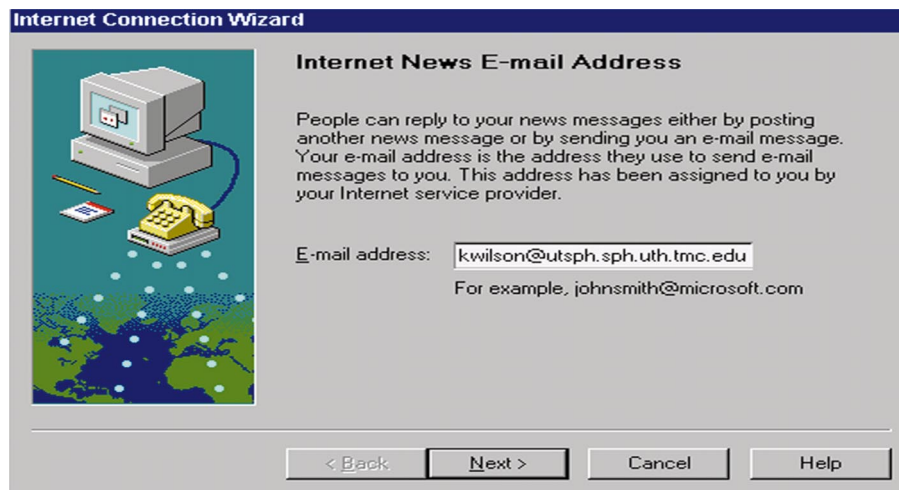 Internet Connection Wizard
Internet News E-mail Address
People can reply to your news messages either by posting
another news message or by sending you an e-mail message.
Your e-mail address is the address they use to send e-mail
messages to you. This address has been assigned to you by
your Internet service provider.
E-mail address: kwilson@utsph.sph.uth.tmc.edu
For example, johnsmith@microsoft.com
< Back Next > Cancel Help